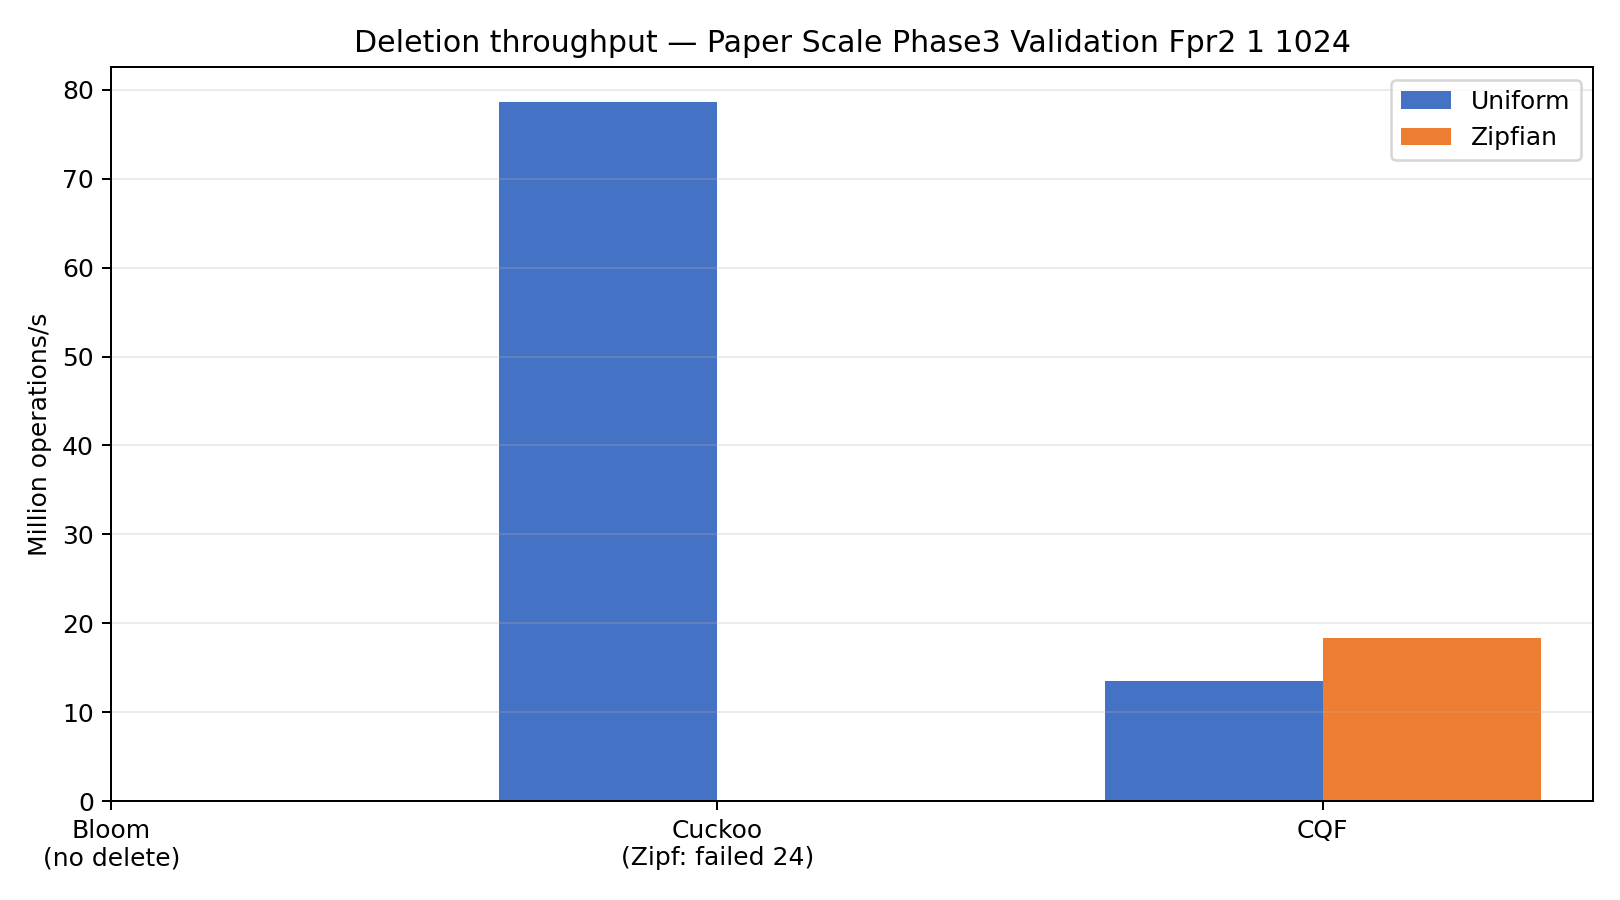 Deletion throughput — Paper Scale Phase3 Validation Fpr2 1 1024
Uniform
Zipfian
Million operations/s
80
70
60
50
40
30
20
10
0
Bloom
(no delete)
Cuckoo
(Zipf: failed 24)
CQF